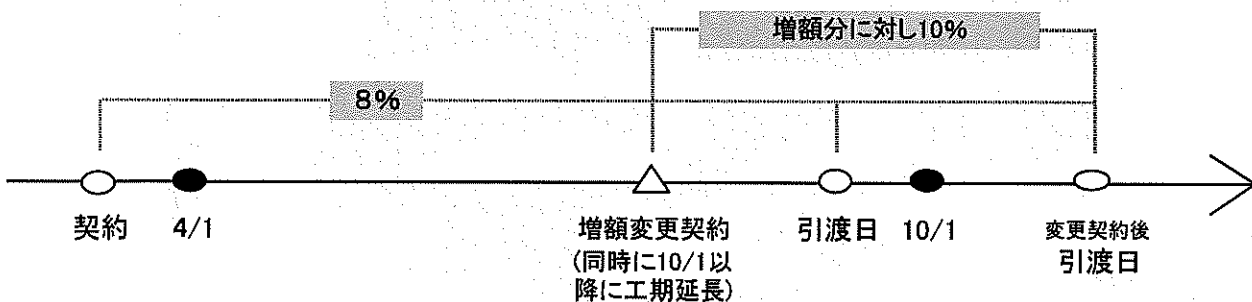 増額分に対し10%
8%
契約
4/1
増額変更契約
(同時に10/1以
降に工期延長)
引渡日
10/1
変更契約後
引渡日